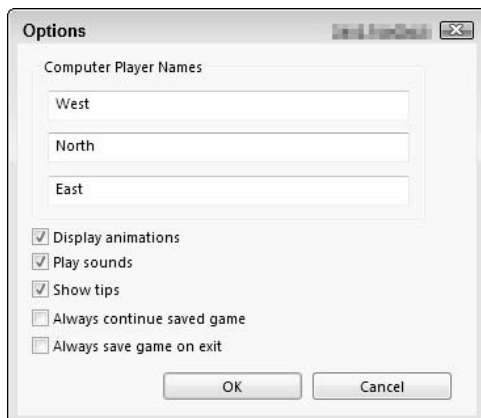 Options
Computer Player Names
West
North
East
Display animations
Play sounds
Show tips
Always continue saved game
Always save game on exit
OK
Cancel